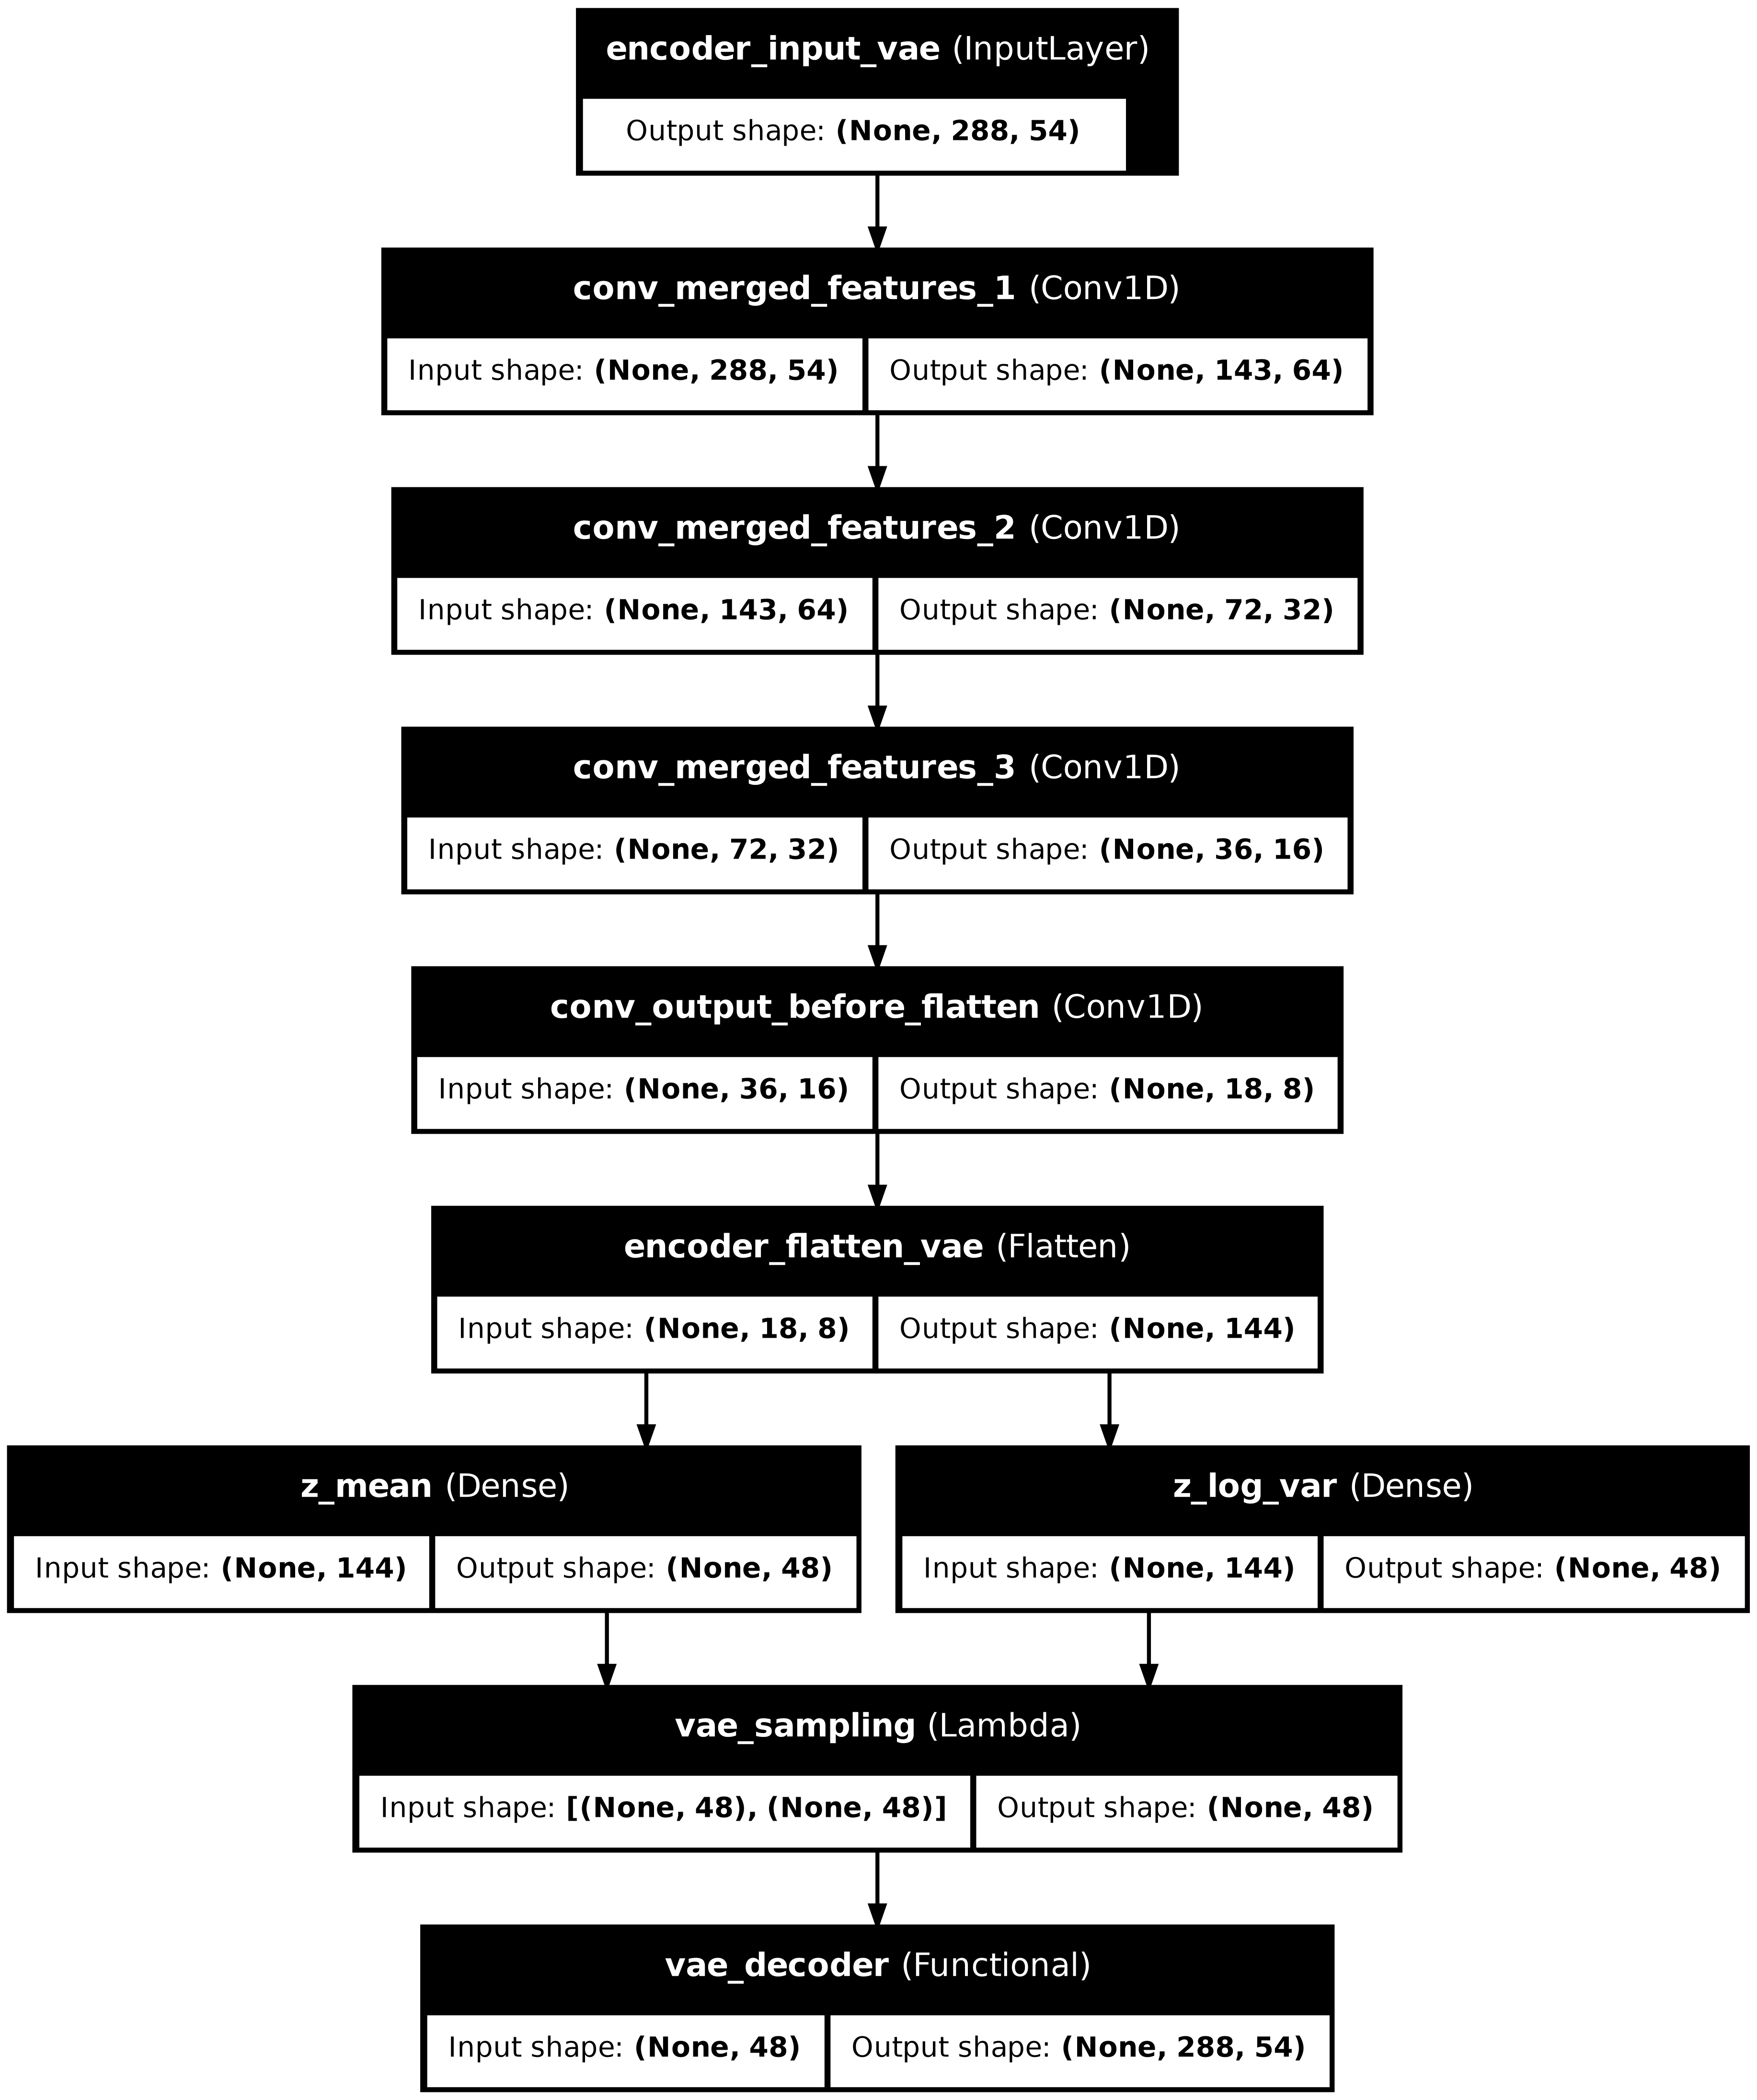 encoder_input_vae (InputLayer)
Output shape: (None, 288, 54)
conv_merged_features_1 (Conv1D)
Input shape: (None, 288, 54) Output shape: (None, 143, 64)
conv_merged_features_2 (Conv1D)
Input shape: (None, 143, 64) Output shape: (None, 72, 32)
conv_merged_features_3 (Conv1D)
Input shape: (None, 72, 32) Output shape: (None, 36, 16)
conv_output_before_flatten (Conv1D)
Input shape: (None, 36, 16) Output shape: (None, 18, 8)
encoder_flatten_vae (Flatten)
Input shape: (None, 18, 8) Output shape: (None, 144)
z_mean (Dense)
Input shape: (None, 144) Output shape: (None, 48)
z_log_var (Dense)
Input shape: (None, 144) Output shape: (None, 48)
vae_sampling (Lambda)
Input shape: [(None, 48), (None, 48)] Output shape: (None, 48)
vae_decoder (Functional)
Input shape: (None, 48) Output shape: (None, 288, 54)